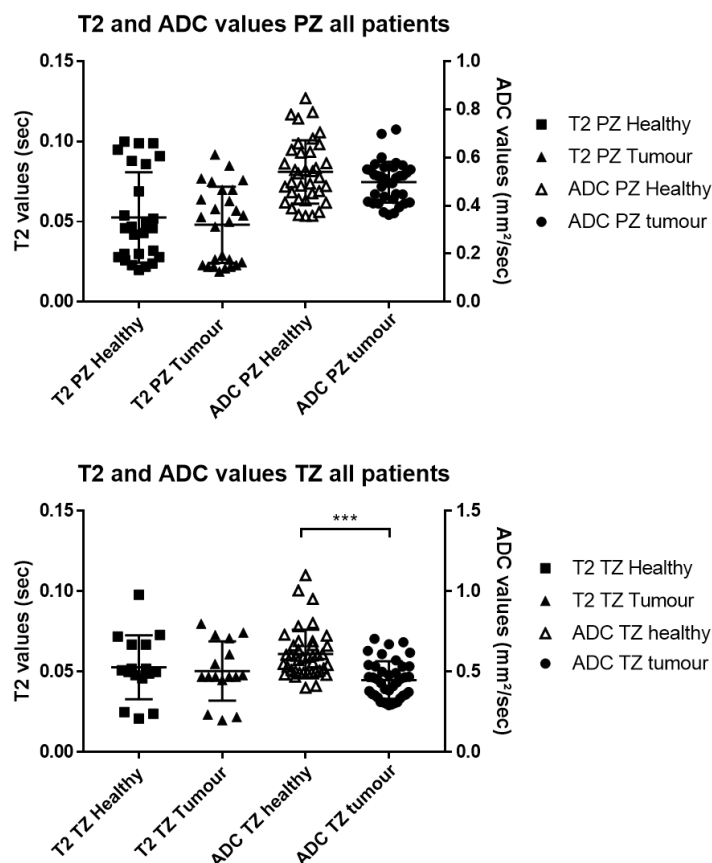 T2 and ADC values PZ all patients
0.15
0.10
0.05
0.00
T2 values (sec)
1.0
0.8
0.6
0.4
0.2
0.0
ADC values (mm²/sec)
T2 PZ Healthy
T2 PZ Tumour
ADC PZ Healthy
ADC PZ tumour
T2 PZ Healthy
T2 PZ Tumour
ADC PZ Healthy
ADC PZ tumour
T2 and ADC values TZ all patients
0.15
0.10
0.05
0.00
T2 values (sec)
***
1.5
1.0
0.5
0.0
ADC values (mm²/sec)
T2 TZ Healthy
T2 TZ Tumour
ADC TZ healthy
ADC TZ tumour
T2 TZ Healthy
T2 TZ Tumour
ADC TZ healthy
ADC TZ tumour